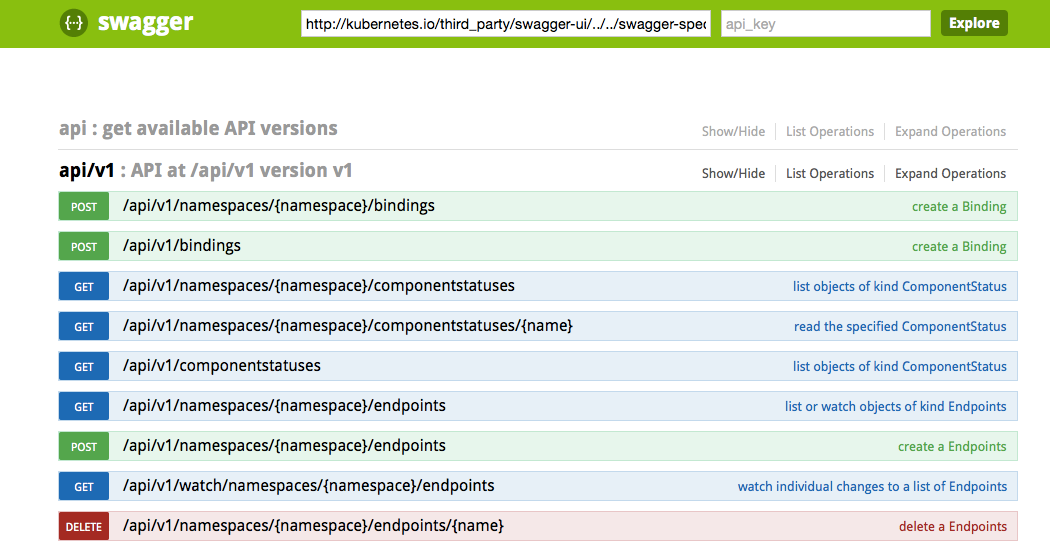 swagger http://kubernetes.io/third_party/swagger-ui/../../swagger-spec api_key Explore
api : get available API versions Show/Hide List Operations Expand Operations
api/v1 : API at /api/v1 version v1 Show/Hide List Operations Expand Operations
POST /api/v1/namespaces/{namespace}/bindings create a Binding
POST /api/v1/bindings create a Binding
GET /api/v1/namespaces/{namespace}/componentstatuses list objects of kind ComponentStatus
GET /api/v1/namespaces/{namespace}/componentstatuses/{name} read the specified ComponentStatus
GET /api/v1/componentstatuses list objects of kind ComponentStatus
GET /api/v1/namespaces/{namespace}/endpoints list or watch objects of kind Endpoints
POST /api/v1/namespaces/{namespace}/endpoints create a Endpoints
GET /api/v1/watch/namespaces/{namespace}/endpoints watch individual changes to a list of Endpoints
DELETE /api/v1/namespaces/{namespace}/endpoints/{name} delete a Endpoints